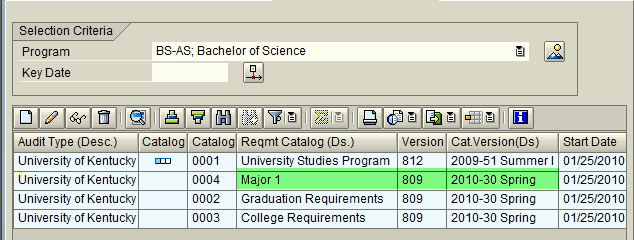 Selection Criteria
Program BS-AS; Bachelor of Science
Key Date
Audit Type (Desc.) Catalog Catalog Reqmt Catalog (Ds.) Version Cat.Version(Ds) Start Date
University of Kentucky 0001 University Studies Program 812 2009-51 Summer I 01/25/2010
University of Kentucky 0004 Major 1 809 2010-30 Spring 01/25/2010
University of Kentucky 0002 Graduation Requirements 809 2010-30 Spring 01/25/2010
University of Kentucky 0003 College Requirements 809 2010-30 Spring 01/25/2010